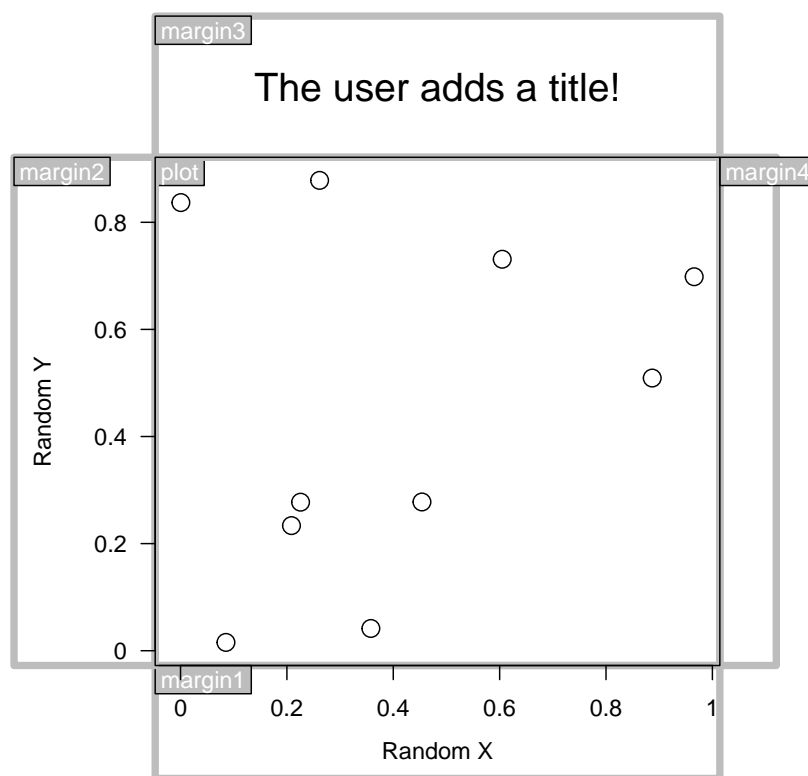 margin3
The user adds a title!
margin2
plot
margin4
0.8
0.6
0.4
0.2
0
Random Y
margin1
0 0.2 0.4 0.6 0.8 1
Random X